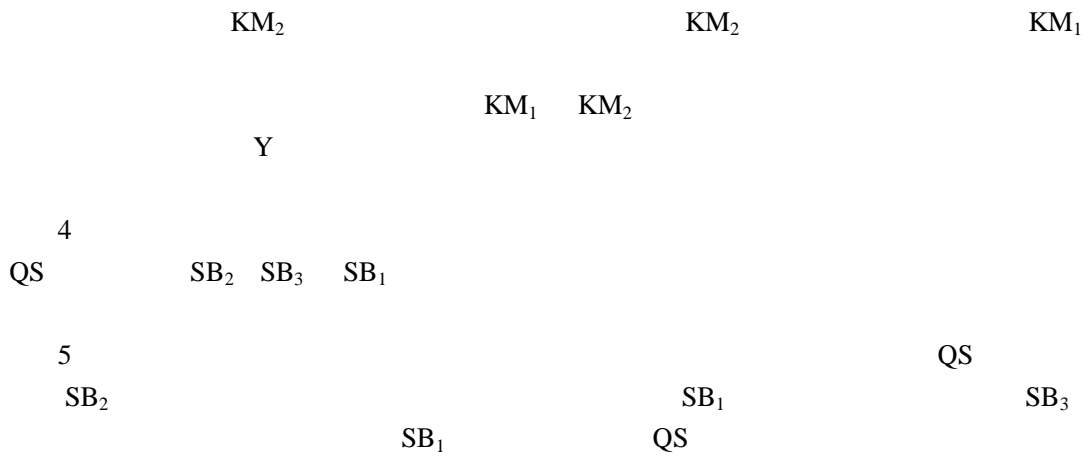 KM₂ KM₂ KM₁
KM₁ KM₂
Y
4
QS SB₂ SB₃ SB₁
5 QS
SB₂ SB₁ SB₃
SB₁ QS